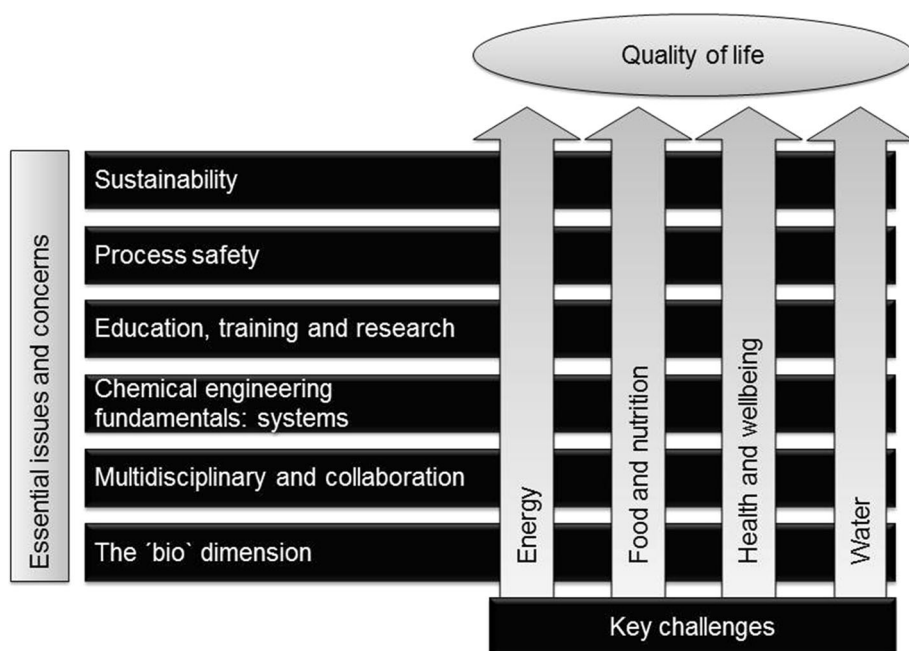 Quality of life
Essential issues and concerns
Sustainability
Process safety
Education, training and research
Chemical engineering
fundamentals: systems
Multidisciplinary and collaboration
The ´bio` dimension
Energy
Food and nutrition
Health and wellbeing
Water
Key challenges